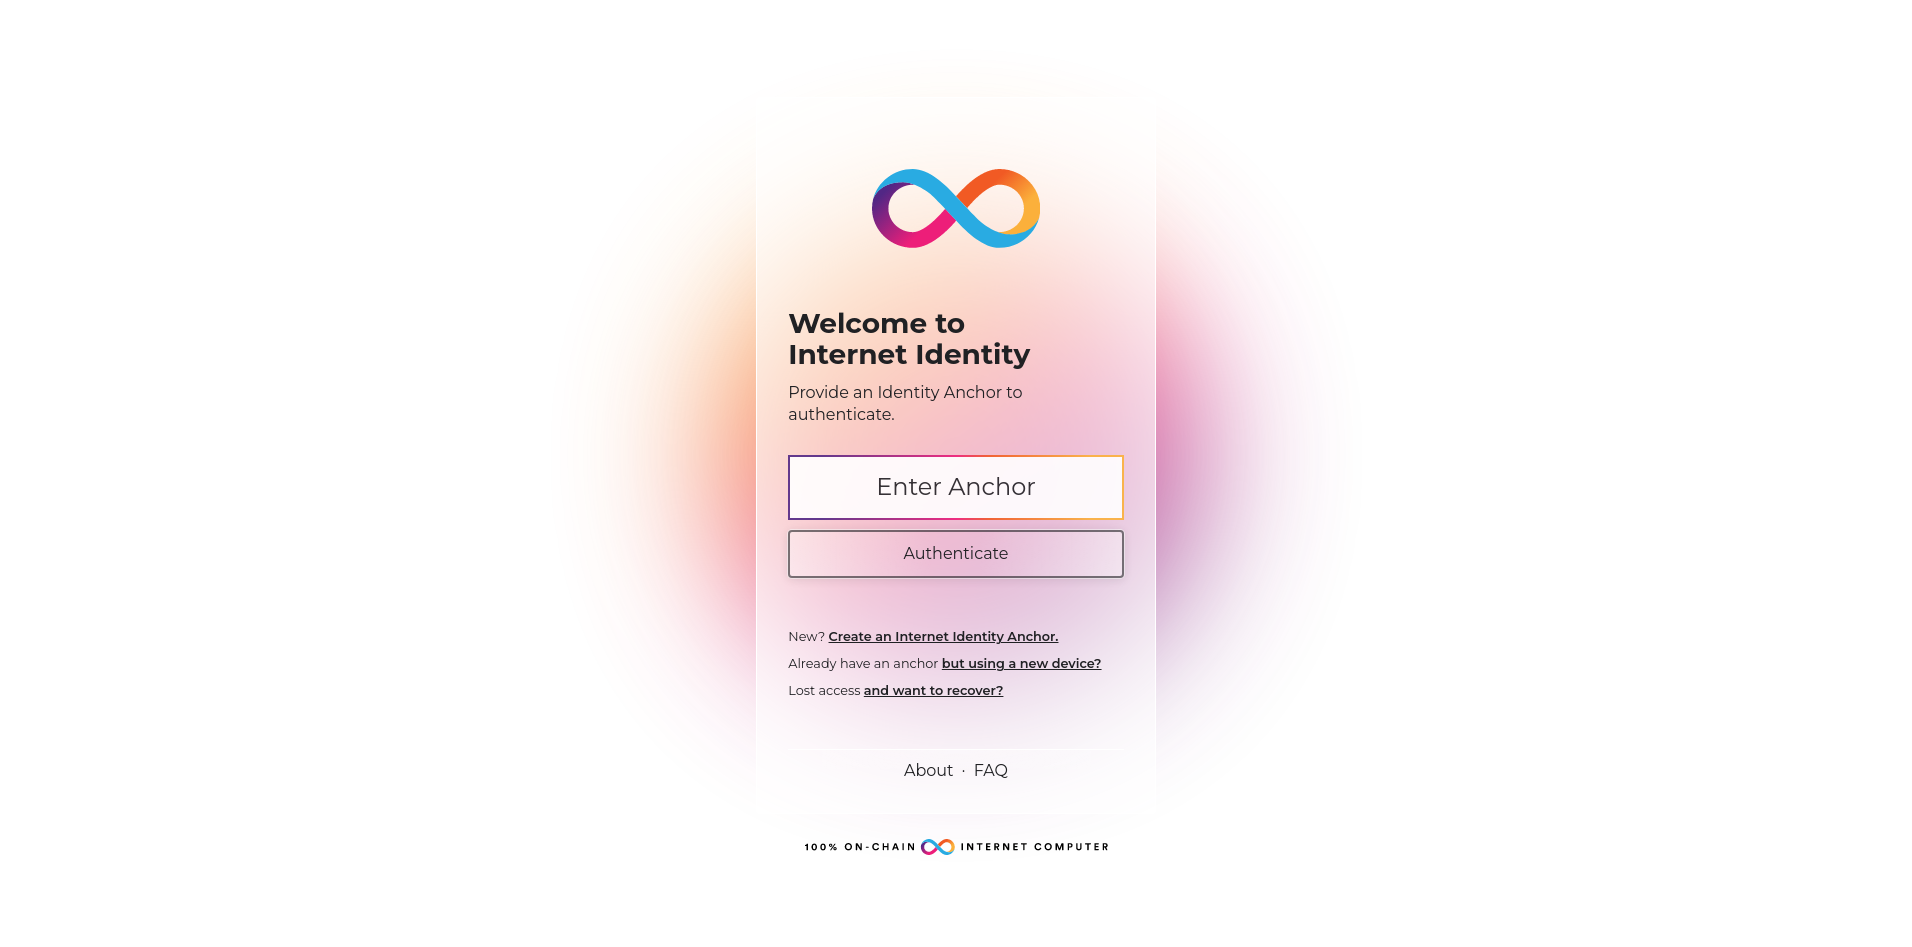 Welcome to
Internet Identity
Provide an Identity Anchor to
authenticate.
Enter Anchor
Authenticate
New? Create an Internet Identity Anchor.
Already have an anchor but using a new device?
Lost access and want to recover?
About · FAQ
100% ON-CHAIN INTERNET COMPUTER